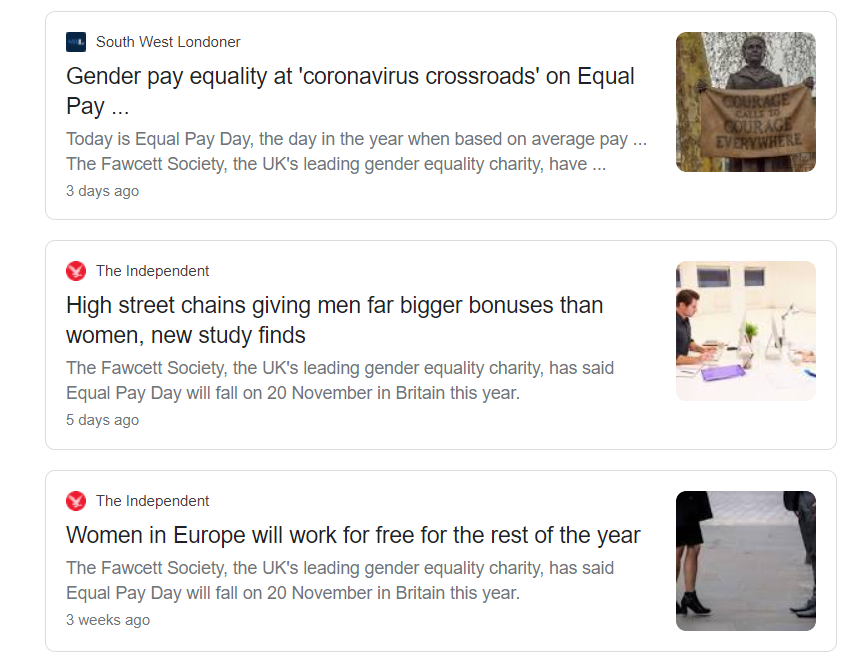 South West Londoner
Gender pay equality at 'coronavirus crossroads' on Equal
Pay ...
Today is Equal Pay Day, the day in the year when based on average pay ...
The Fawcett Society, the UK's leading gender equality charity, have ...
3 days ago
COURAGE
CALLS TO
COURAGE
EVERYWHERE
The Independent
High street chains giving men far bigger bonuses than
women, new study finds
The Fawcett Society, the UK's leading gender equality charity, has said
Equal Pay Day will fall on 20 November in Britain this year.
5 days ago
The Independent
Women in Europe will work for free for the rest of the year
The Fawcett Society, the UK's leading gender equality charity, has said
Equal Pay Day will fall on 20 November in Britain this year.
3 weeks ago